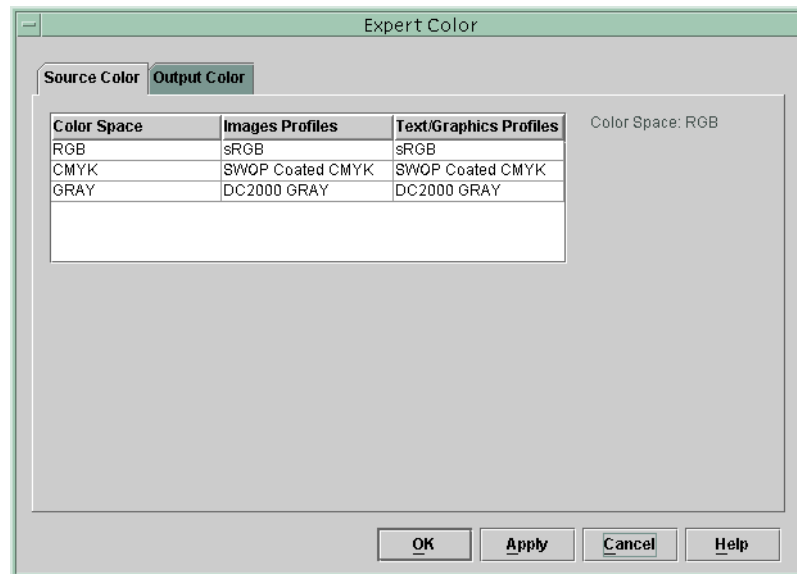 Expert Color
Source Color Output Color
Color Space Images Profiles Text/Graphics Profiles Color Space: RGB
RGB sRGB sRGB
CMYK SWOP Coated CMYK SWOP Coated CMYK
GRAY DC2000 GRAY DC2000 GRAY
OK Apply Cancel Help